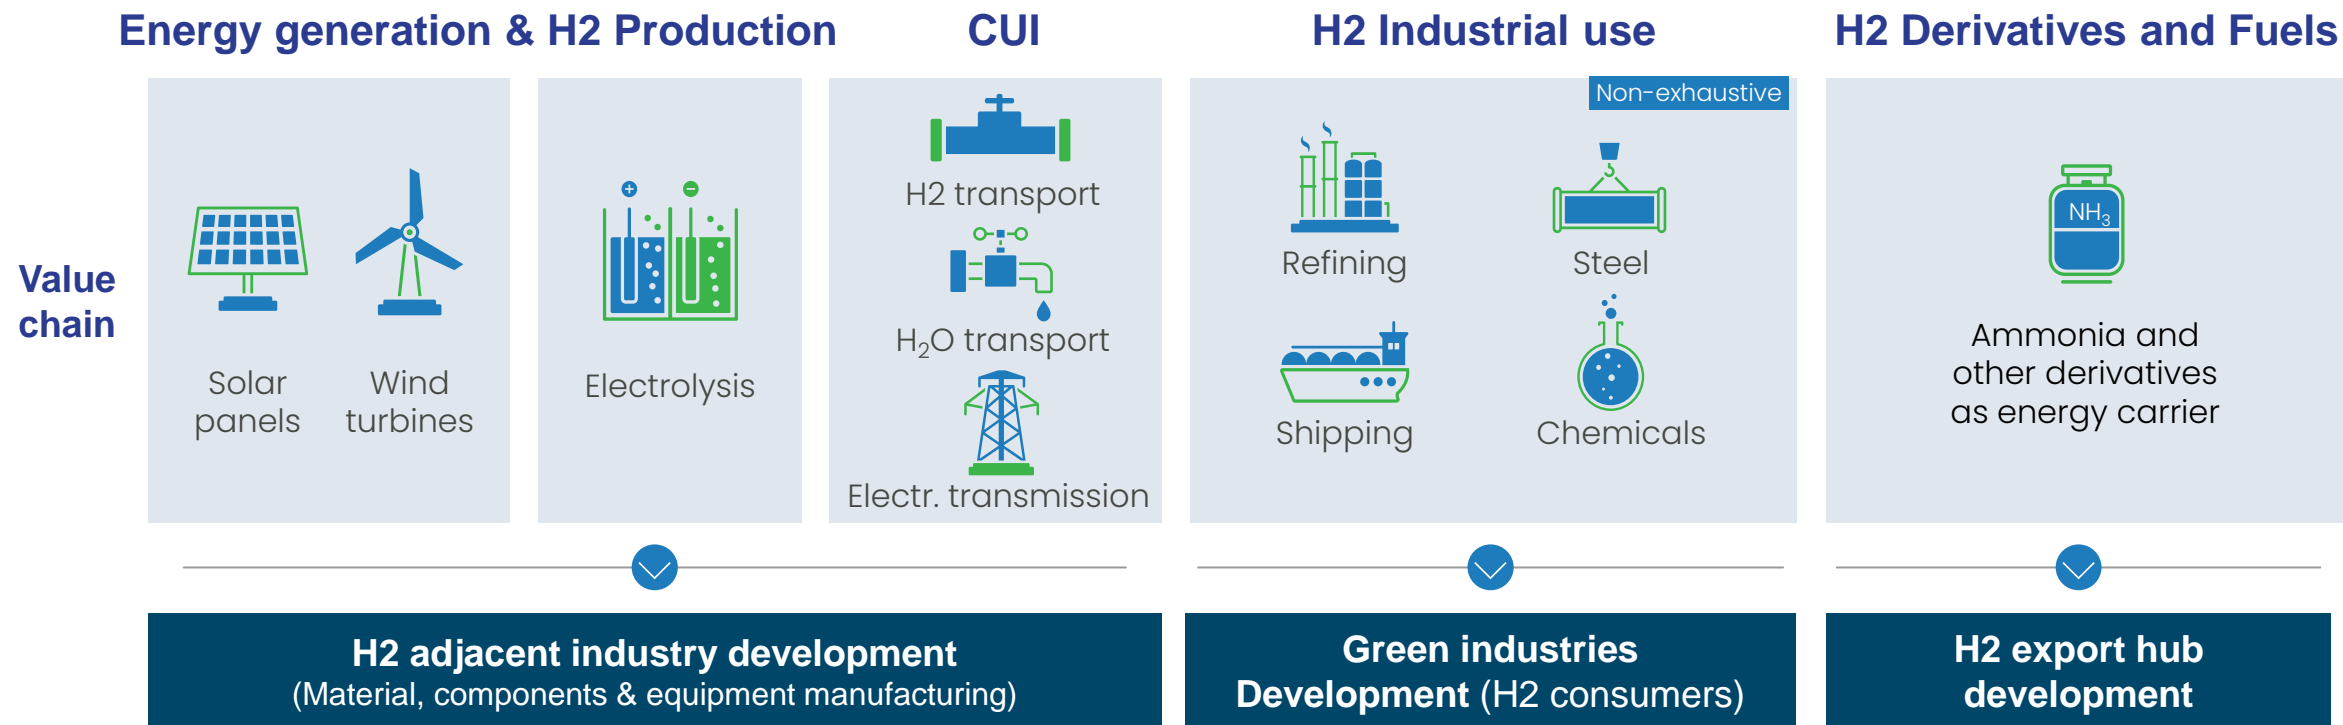 Energy generation & H2 Production
CUI
H2 Industrial use
H2 Derivatives and Fuels
Value
chain
Solar
panels
Wind
turbines
+
−
Electrolysis
H2 transport
H₂O transport
Electr. transmission
Non-exhaustive
Refining
Steel
Shipping
Chemicals
NH₃
Ammonia and
other derivatives
as energy carrier
H2 adjacent industry development
(Material, components & equipment manufacturing)
Green industries
Development (H2 consumers)
H2 export hub
development